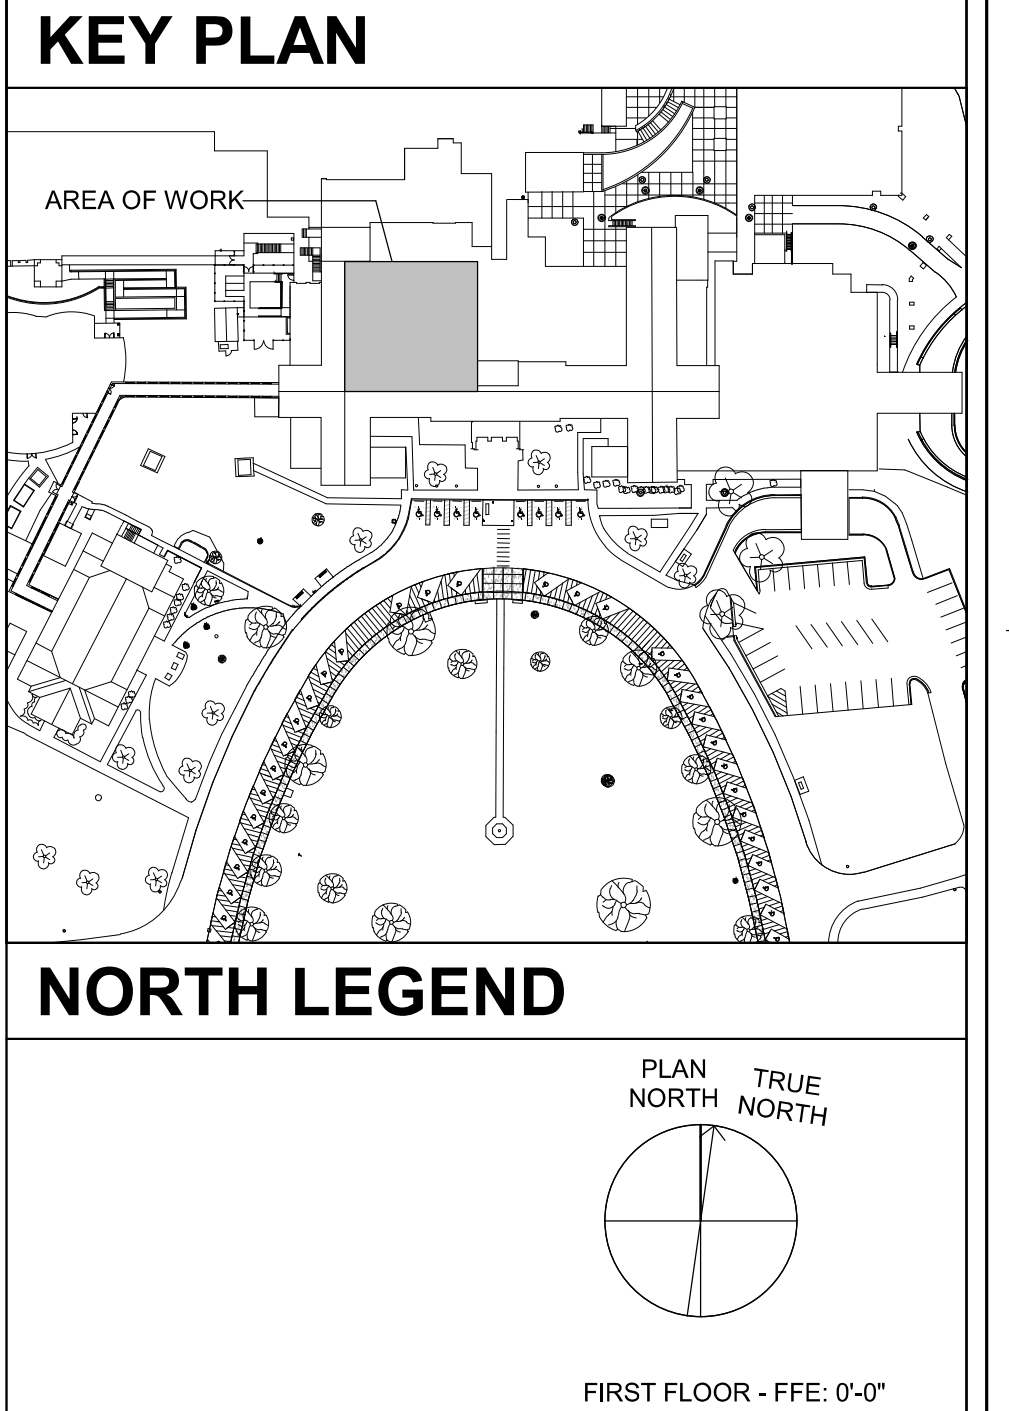 KEY PLAN
AREA OF WORK
NORTH LEGEND
PLAN
NORTH
TRUE
NORTH
FIRST FLOOR - FFE: 0'-0"